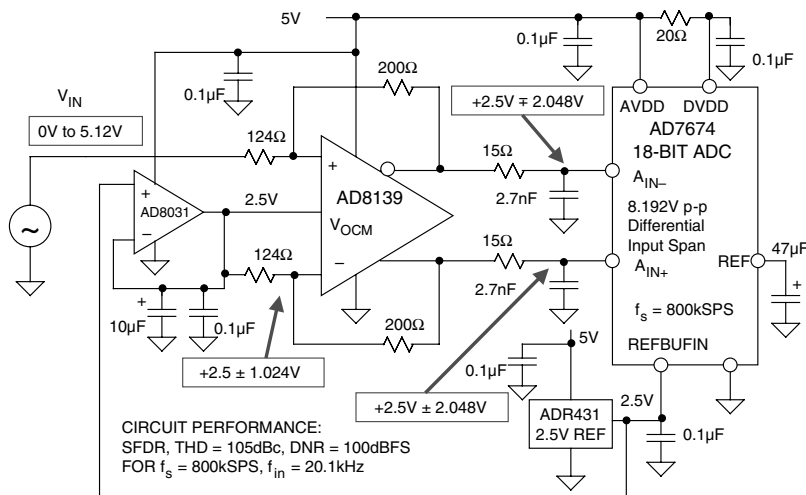 5V
20Ω
0.1µF
0.1µF
0.1µF
200Ω
V_IN
0V to 5.12V
+2.5V ∓ 2.048V
AVDD DVDD
AD7674
18-BIT ADC
124Ω
+
15Ω
A_IN–
2.7nF
+
AD8031
–
2.5V
AD8139
V_OCM
8.192V p-p
Differential
Input Span
~
124Ω
–
15Ω
A_IN+
REF
47µF
+
2.7nF
+
10µF
0.1µF
200Ω
f_s = 800kSPS
5V
REFBUFIN
0.1µF
+2.5 ± 1.024V
+2.5V ± 2.048V
2.5V
ADR431
2.5V REF
0.1µF
CIRCUIT PERFORMANCE:
SFDR, THD = 105dBc, DNR = 100dBFS
FOR f_s = 800kSPS, f_in = 20.1kHz